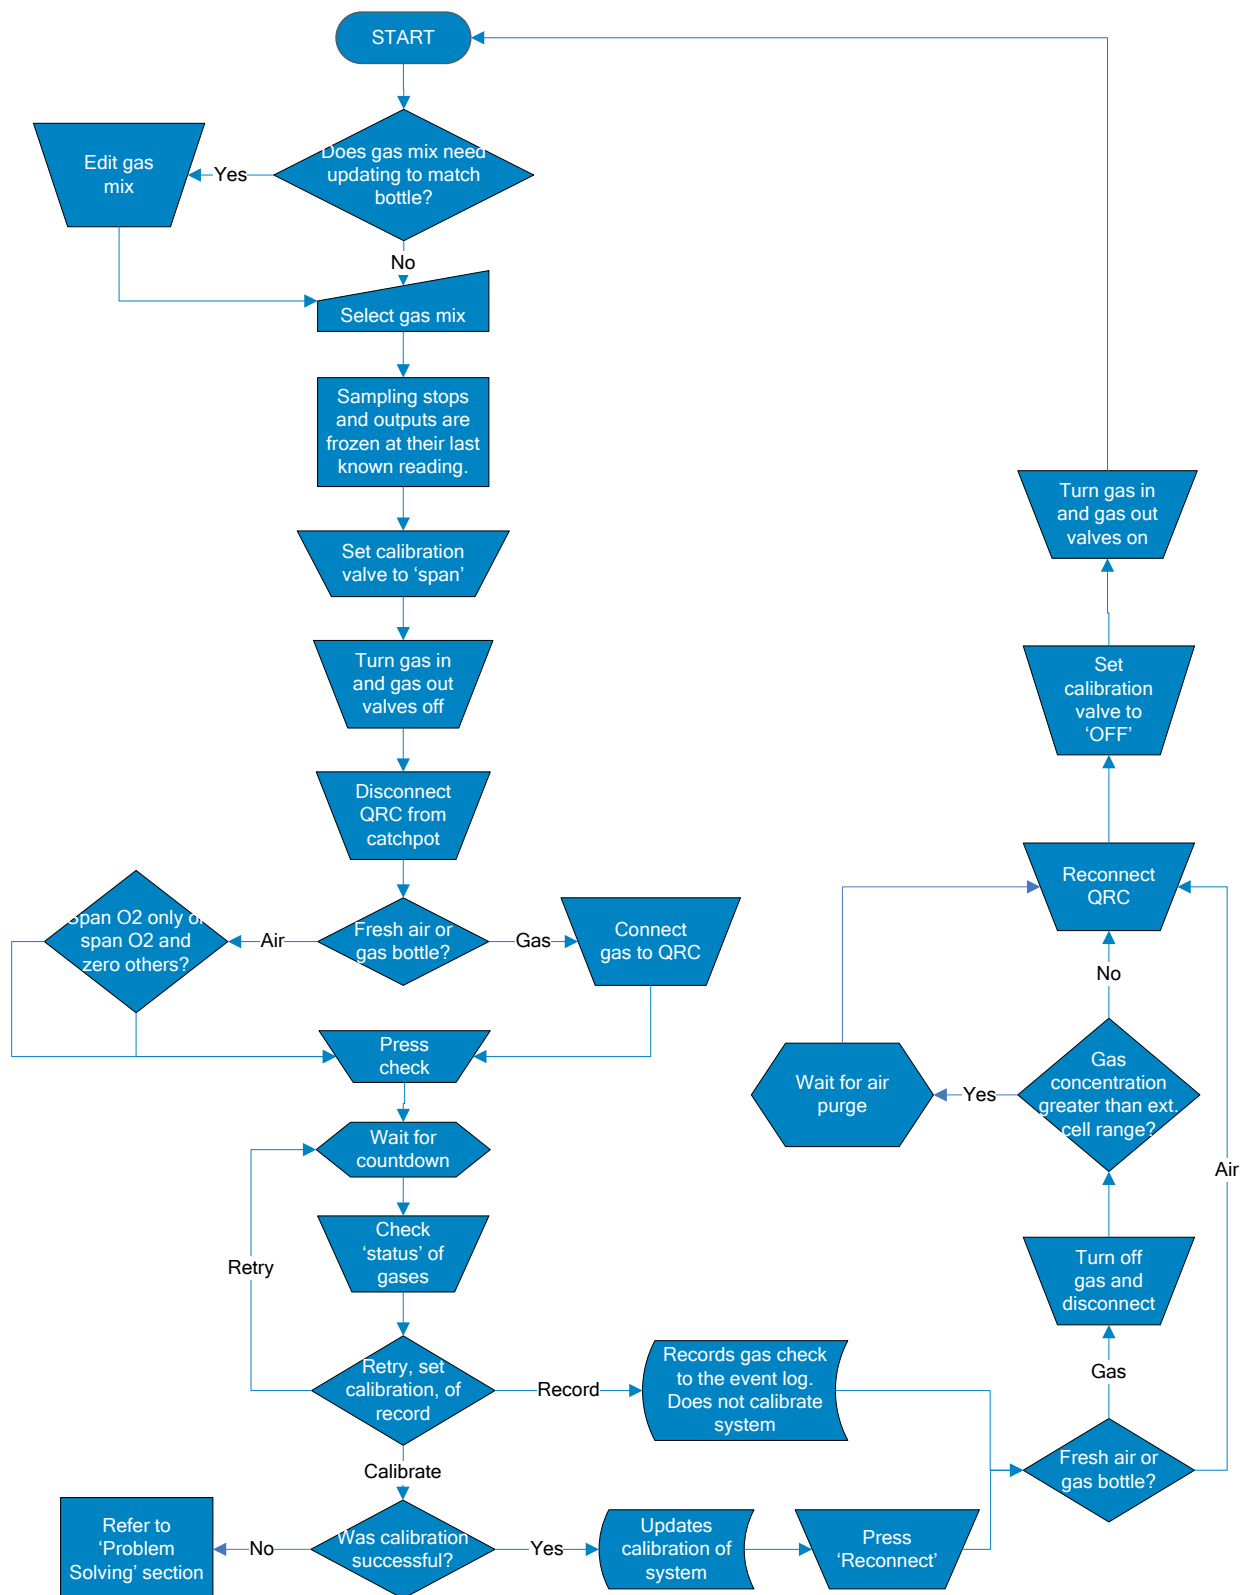 START
Does gas mix need
updating to match
bottle?
Yes
Edit gas
mix
No
Select gas mix
Sampling stops
and outputs are
frozen at their last
known reading.
Set calibration
valve to ‘span’
Turn gas in
and gas out
valves off
Disconnect
QRC from
catchpot
Fresh air or
gas bottle?
Air
Span O2 only or
span O2 and
zero others?
Gas
Connect
gas to QRC
Press
check
Wait for
countdown
Check
‘status’ of
gases
Retry
Retry, set
calibration, of
record
Record
Records gas check
to the event log.
Does not calibrate
system
Calibrate
Was calibration
successful?
No
Refer to
‘Problem
Solving’ section
Yes
Updates
calibration of
system
Press
‘Reconnect’
Fresh air or
gas bottle?
Gas
Air
Turn off
gas and
disconnect
Gas
concentration
greater than ext.
cell range?
Yes
Wait for air
purge
No
Reconnect
QRC
Set
calibration
valve to
‘OFF’
Turn gas in
and gas out
valves on